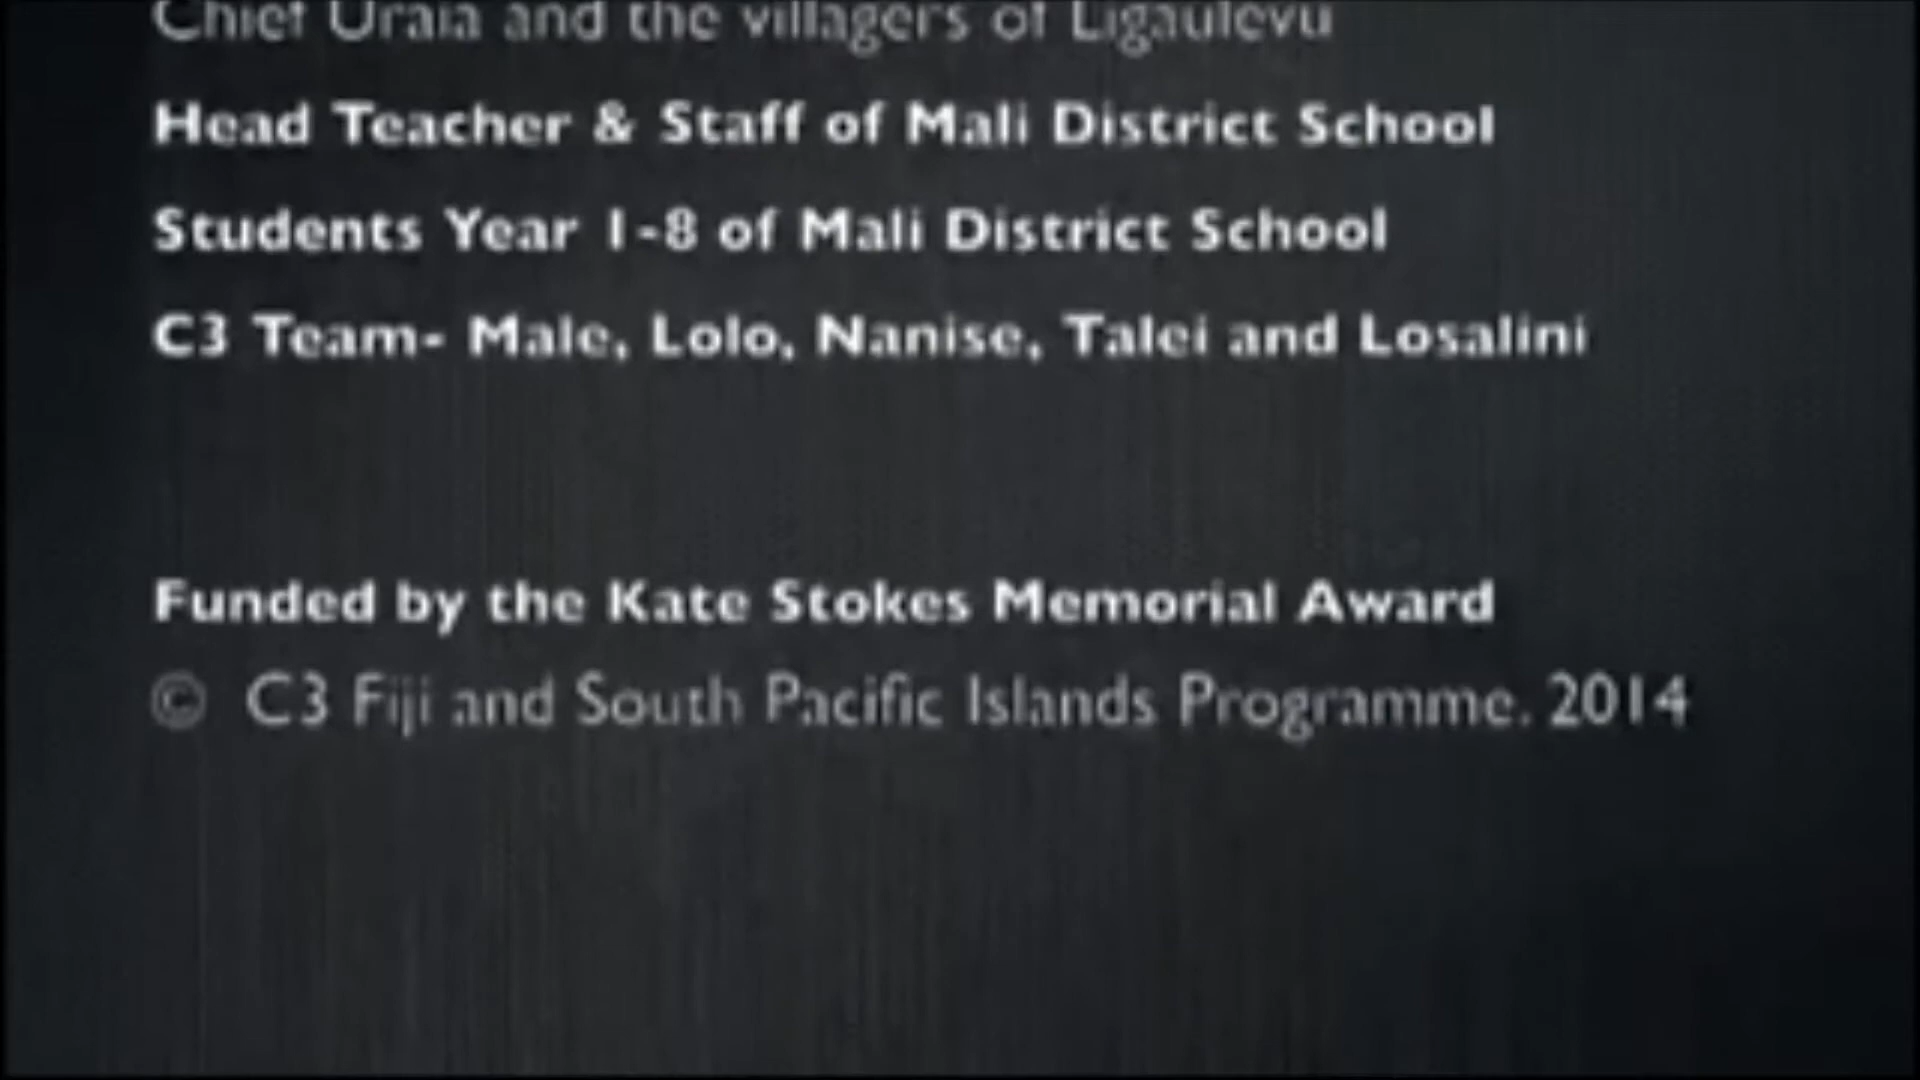 Chief Uraia and the villagers of Ligaulevu
Head Teacher & Staff of Mali District School
Students Year 1-8 of Mali District School
C3 Team- Male, Lolo, Nanise, Talei and Losalini
Funded by the Kate Stokes Memorial Award
© C3 Fiji and South Pacific Islands Programme. 2014